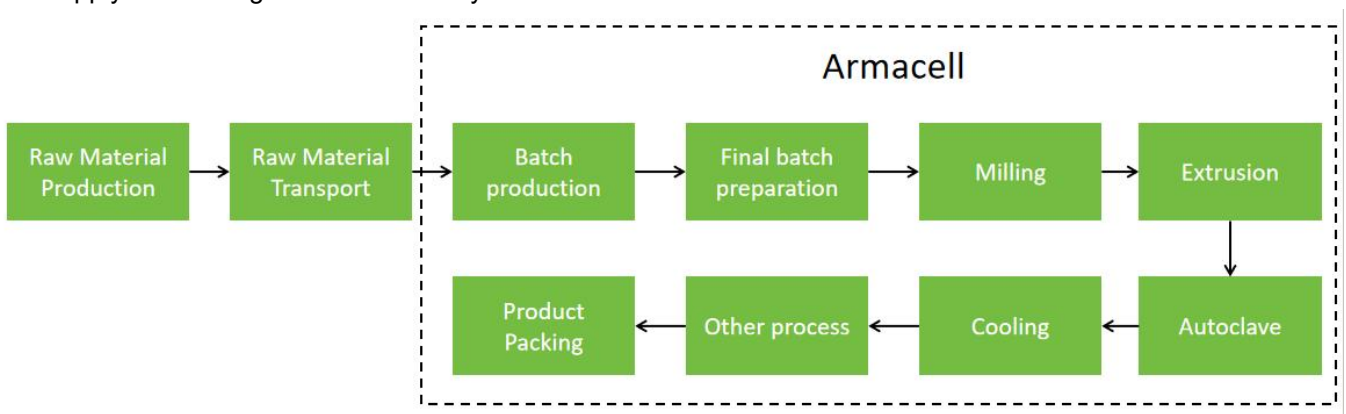 Armacell
Raw Material
Production
Raw Material
Transport
Batch
production
Final batch
preparation
Milling
Extrusion
Product
Packing
Other process
Cooling
Autoclave